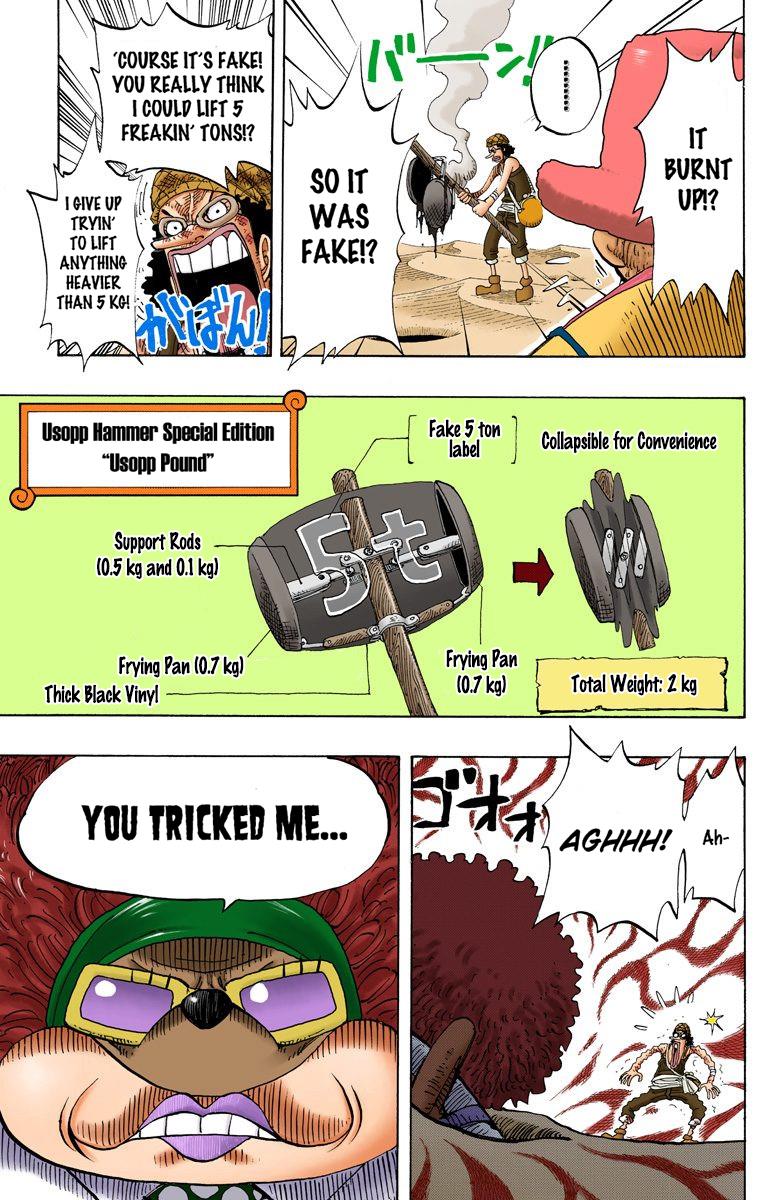 IT
BURNT
UP!?
..........
バーーン!!
SO IT
WAS
FAKE!?
'COURSE IT'S FAKE!
YOU REALLY THINK
I COULD LIFT 5
FREAKIN' TONS!?
I GIVE UP
TRYIN'
TO LIFT
ANYTHING
HEAVIER
THAN 5 KG!
がぼん!
Usopp Hammer Special Edition
"Usopp Pound"
Fake 5 ton
label
Collapsible for Convenience
Support Rods
(0.5 kg and 0.1 kg)
5t
Frying Pan (0.7 kg)
Thick Black Vinyl
Frying Pan
(0.7 kg)
Total Weight: 2 kg
Ah-
AGHHH!
ゴオォ
YOU TRICKED ME...